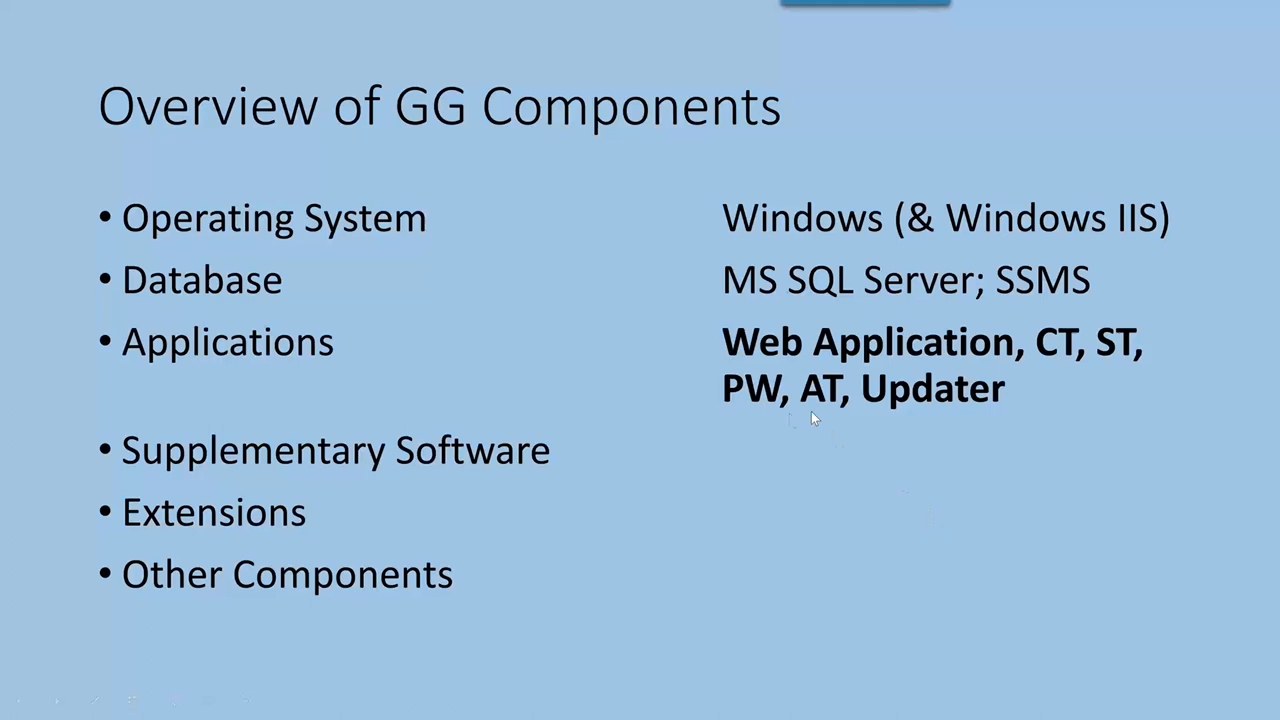 Overview of GG Components
• Operating System
Windows (& Windows IIS)
• Database
MS SQL Server; SSMS
• Applications
Web Application, CT, ST,
PW, AT, Updater
• Supplementary Software
• Extensions
• Other Components